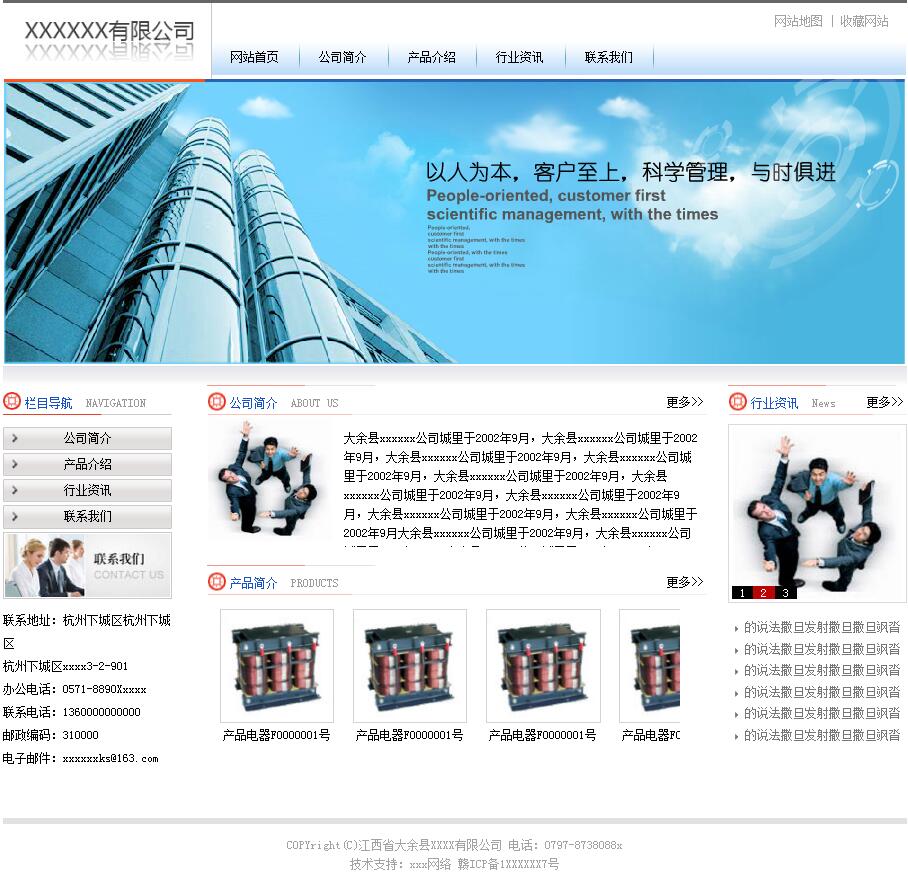 XXXXXX有限公司
网站地图 | 收藏网站
网站首页 公司简介 产品介绍 行业资讯 联系我们
以人为本，客户至上，科学管理，与时俱进
People-oriented, customer first
scientific management, with the times
People-oriented,
customer first
scientific management, with the times
with the times
People-oriented, with the times
customer first
scientific management, with the times
with the times
栏目导航 NAVIGATION
公司简介
产品介绍
行业资讯
联系我们
联系我们
CONTACT US
联系地址：杭州下城区杭州下城
区
杭州下城区xxxx3-2-901
办公电话：0571-8890Xxxxx
联系电话：1360000000000
邮政编码：310000
电子邮件：xxxxxxks@163.com
公司简介 ABOUT US 更多>>
大余县xxxxxx公司城里于2002年9月，大余县xxxxxx公司城里于2002
年9月，大余县xxxxxx公司城里于2002年9月，大余县xxxxxx公司城
里于2002年9月，大余县xxxxxx公司城里于2002年9月，大余县
xxxxxx公司城里于2002年9月，大余县xxxxxx公司城里于2002年9
月，大余县xxxxxx公司城里于2002年9月，大余县xxxxxx公司城里于
2002年9月大余县xxxxxx公司城里于2002年9月，大余县xxxxxx公司
产品简介 PRODUCTS 更多>>
产品电器F0000001号 产品电器F0000001号 产品电器F0000001号 产品电器F0
行业资讯 News 更多>>
1 2 3
的说法撒旦发射撒旦撒旦飒沓
的说法撒旦发射撒旦撒旦飒沓
的说法撒旦发射撒旦撒旦飒沓
的说法撒旦发射撒旦撒旦飒沓
的说法撒旦发射撒旦撒旦飒沓
的说法撒旦发射撒旦撒旦飒沓
COPYright(C)江西省大余县XXXX有限公司 电话：0797-8738088x
技术支持：xxx网络 赣ICP备1XXXXXX7号